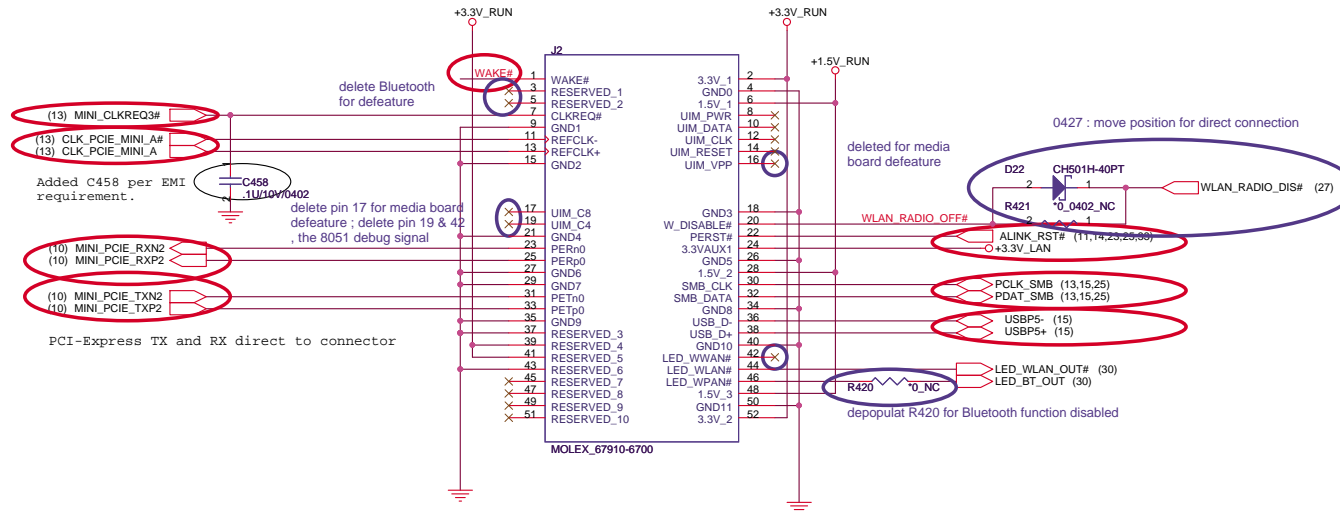 +3.3V_RUN
+3.3V_RUN
+1.5V_RUN
J2
delete Bluetooth
for defeature
WAKE#
1 WAKE#
3 RESERVED_1
5 RESERVED_2
7 CLKREQ#
9 GND1
11 REFCLK-
13 REFCLK+
15 GND2
17 UIM_C8
19 UIM_C4
21 GND4
23 PERn0
25 PERp0
27 GND6
29 GND7
31 PETn0
33 PETp0
35 GND9
37 RESERVED_3
39 RESERVED_4
41 RESERVED_5
43 RESERVED_6
45 RESERVED_7
47 RESERVED_8
49 RESERVED_9
51 RESERVED_10
3.3V_1 2
GND0 4
1.5V_1 6
UIM_PWR 8
UIM_DATA 10
UIM_CLK 12
UIM_RESET 14
UIM_VPP 16
GND3 18
W_DISABLE# 20
PERST# 22
3.3VAUX1 24
GND5 26
1.5V_2 28
SMB_CLK 30
SMB_DATA 32
GND8 34
USB_D- 36
USB_D+ 38
GND10 40
LED_WWAN# 42
LED_WLAN# 44
LED_WPAN# 46
1.5V_3 48
GND11 50
3.3V_2 52
MOLEX_67910-6700
(13) MINI_CLKREQ3#
(13) CLK_PCIE_MINI_A#
(13) CLK_PCIE_MINI_A
Added C458 per EMI
requirement.
1
2
C458
.1U/10V/0402
delete pin 17 for media board
defeature ; delete pin 19 & 42
, the 8051 debug signal
(10) MINI_PCIE_RXN2
(10) MINI_PCIE_RXP2
(10) MINI_PCIE_TXN2
(10) MINI_PCIE_TXP2
PCI-Express TX and RX direct to connector
0427 : move position for direct connection
deleted for media
board defeature
D22 CH501H-40PT
2 1
R421 *0_0402_NC
2 1
WLAN_RADIO_DIS# (27)
WLAN_RADIO_OFF#
ALINK_RST#
+3.3V_LAN
PCLK_SMB (13,15,25)
PDAT_SMB (13,15,25)
USBP5- (15)
USBP5+ (15)
LED_WLAN_OUT# (30)
LED_BT_OUT (30)
R420 *0_NC
depopulat R420 for Bluetooth function disabled